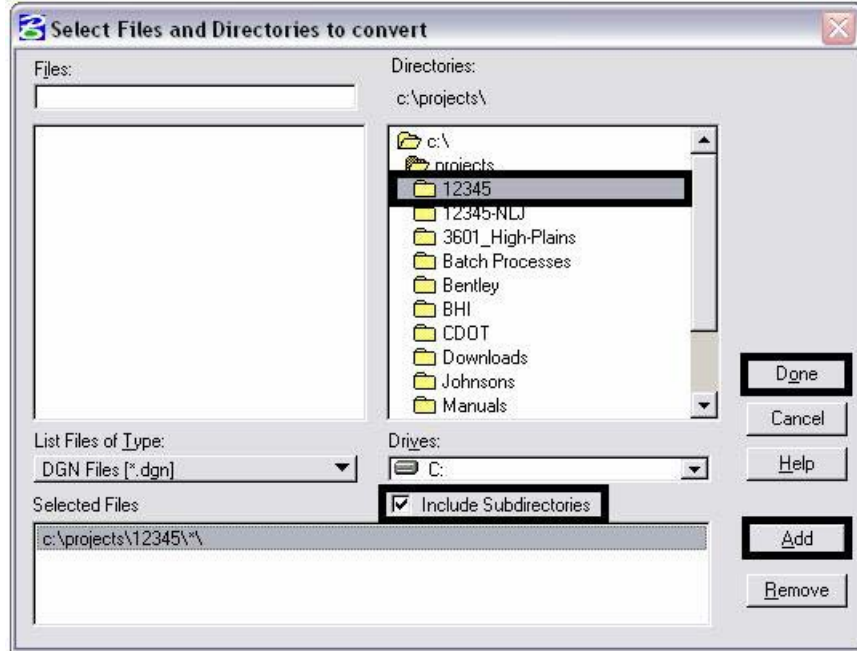 Select Files and Directories to convert
Files:
Directories:
c:\projects\
c:\
projects
12345
12345-NLJ
3601_High-Plains
Batch Processes
Bentley
BHI
CDOT
Downloads
Johnsons
Manuals
Done
Cancel
Help
List Files of Type:
DGN Files [*.dgn]
Drives:
C:
Selected Files
Include Subdirectories
c:\projects\12345\*\
Add
Remove